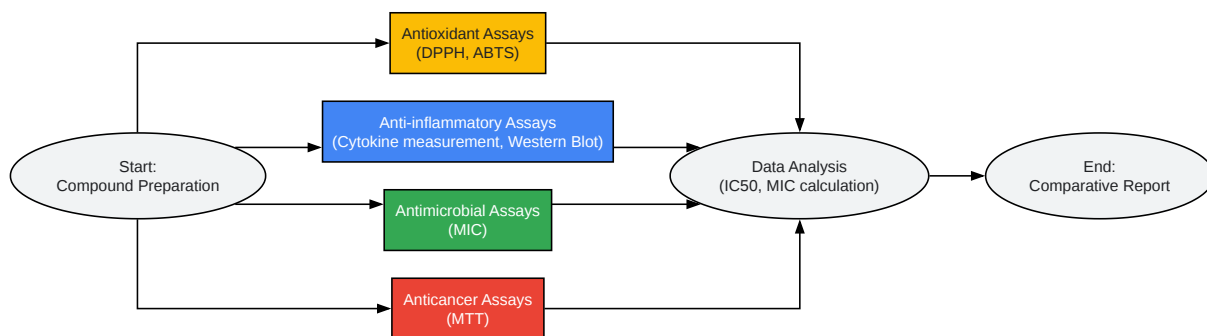 Antioxidant Assays
(DPPH, ABTS)
Anti-inflammatory Assays
(Cytokine measurement, Western Blot)
Start:
Compound Preparation
Data Analysis
(IC50, MIC calculation)
End:
Comparative Report
Antimicrobial Assays
(MIC)
Anticancer Assays
(MTT)